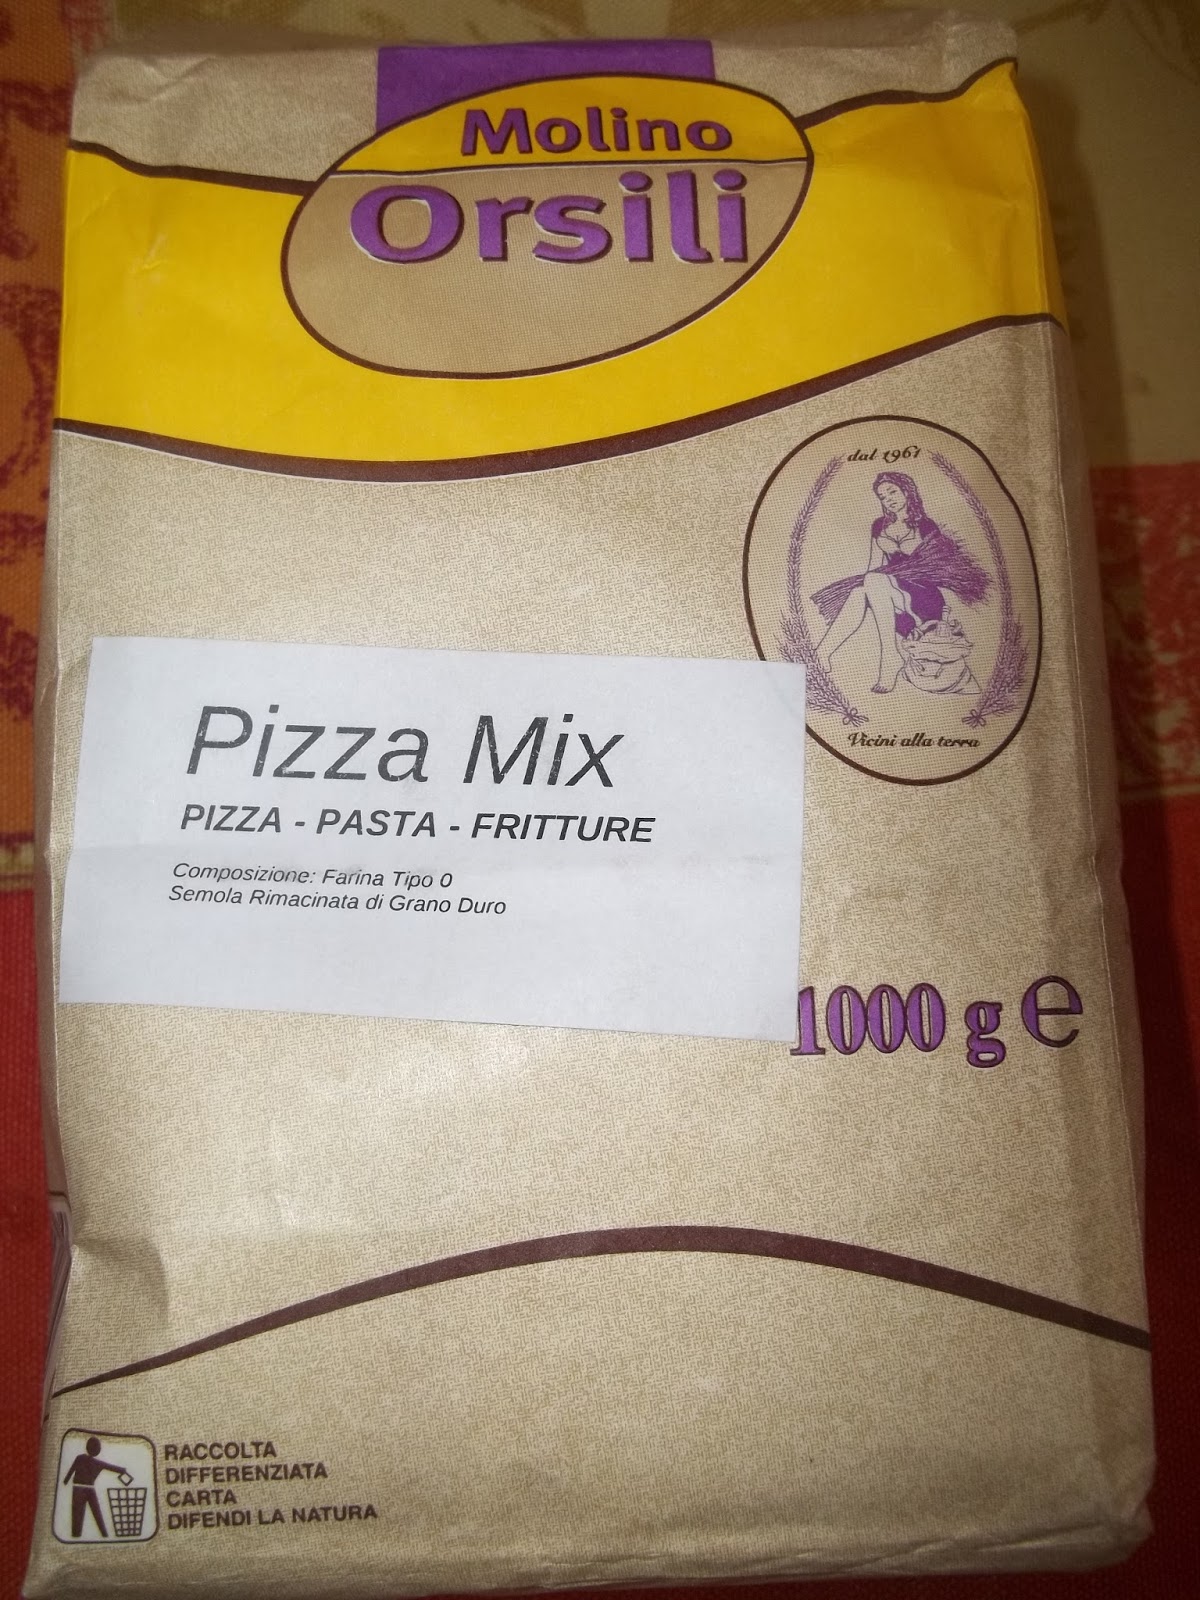 Molino
Orsili
dal 1961
Vicini alla terra
Pizza Mix
PIZZA - PASTA - FRITTURE
Composizione: Farina Tipo 0
Semola Rimacinata di Grano Duro
1000 g e
RACCOLTA
DIFFERENZIATA
CARTA
DIFENDI LA NATURA